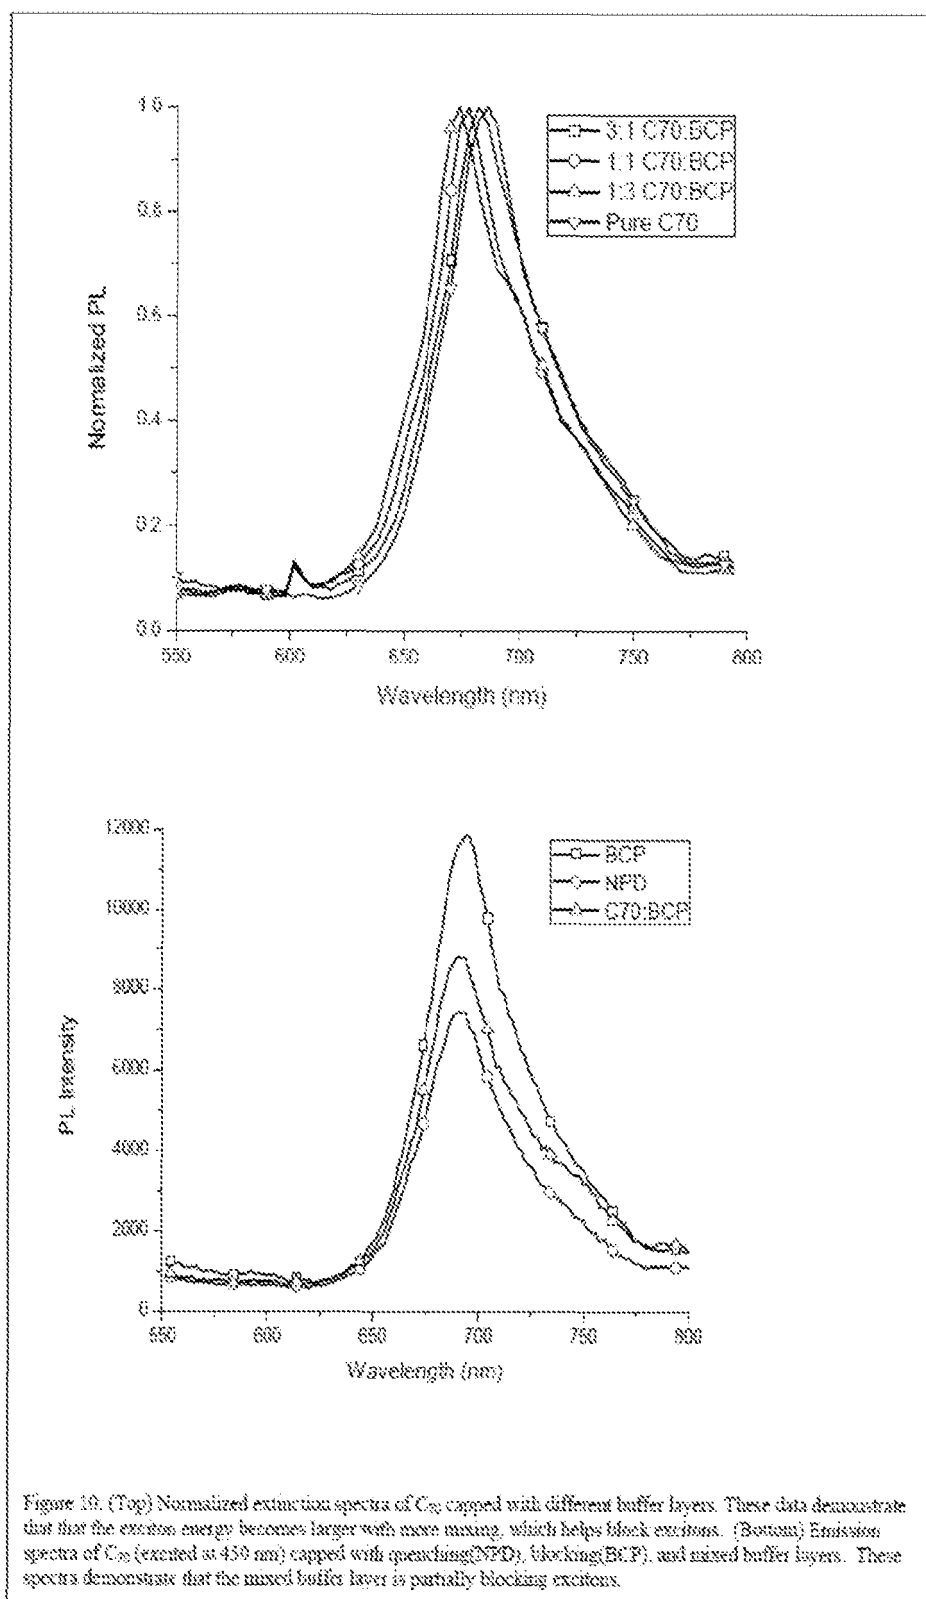 1.0
0.8
0.6
0.4
0.2
0.0
Normalized PL
3:1 C70:BCP
1:1 C70:BCP
1:3 C70:BCP
Pure C70
550 600 650 700 750 800
Wavelength (nm)
12000
10000
8000
6000
4000
2000
0
PL Intensity
BCP
NPD
C70:BCP
550 600 650 700 750 800
Wavelength (nm)
Figure 10. (Top) Normalized extinction spectra of C₇₀ capped with different buffer layers. These data demonstrate
that that the exciton energy becomes larger with more mixing, which helps block excitons. (Bottom) Emission
spectra of C₇₀ (excited at 450 nm) capped with quenching(NPD), blocking(BCP), and mixed buffer layers. These
spectra demonstrate that the mixed buffer layer is partially blocking excitons.